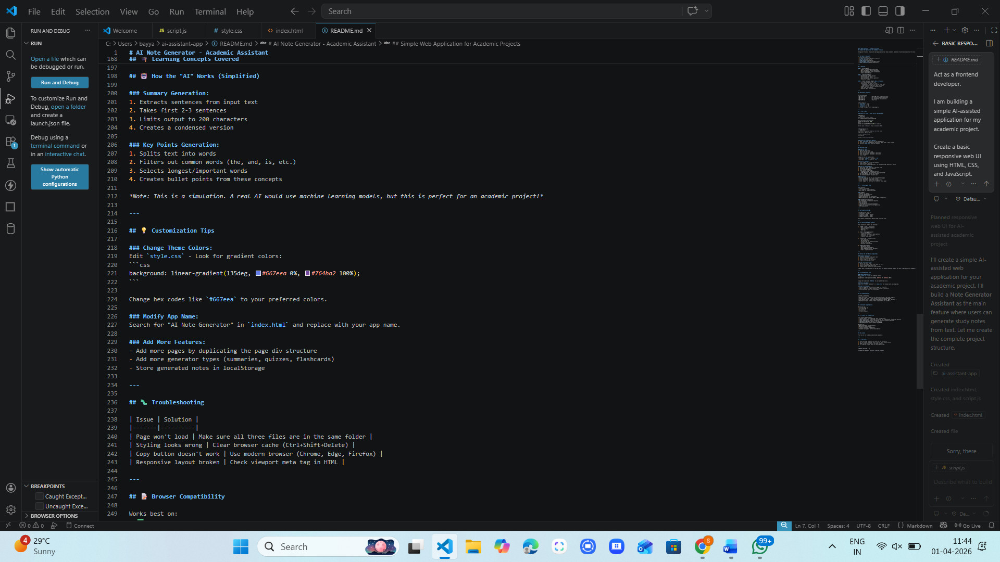 File Edit Selection View Go Run Terminal Help
Search
RUN AND DEBUG
RUN
Open a file which can
be debugged or run.
Run and Debug
To customize Run and
Debug, open a folder
and create a
launch.json file.
Debug using a
terminal command or
in an interactive chat.
Show automatic
Python
configurations
BREAKPOINTS
Caught Except...
Uncaught Exce...
BROWSER OPTIONS
Welcome
JS script.js
# style.css
<> index.html
README.md
C: > Users > bayya > ai-assistant-app > README.md > abc # AI Note Generator - Academic Assistant > abc ## Simple Web Application for Academic Projects
1 # AI Note Generator - Academic Assistant
168 ## Learning Concepts Covered
197
198 ## 🤖 How the "AI" Works (Simplified)
199
200 ### Summary Generation:
201 1. Extracts sentences from input text
202 2. Takes first 2-3 sentences
203 3. Limits output to 200 characters
204 4. Creates a condensed version
205
206 ### Key Points Generation:
207 1. Splits text into words
208 2. Filters out common words (the, and, is, etc.)
209 3. Selects longest/important words
210 4. Creates bullet points from these concepts
211
212 *Note: This is a simulation. A real AI would use machine learning models, but this is perfect for an academic project!*
213
214 ---
215
216 ## 💡 Customization Tips
217
218 ### Change Theme Colors:
219 Edit `style.css` - Look for gradient colors:
220 ```css
221 background: linear-gradient(135deg, #667eea 0%, #764ba2 100%);
222 ```
223
224 Change hex codes like `#667eea` to your preferred colors.
225
226 ### Modify App Name:
227 Search for "AI Note Generator" in `index.html` and replace with your app name.
228
229 ### Add More Features:
230 - Add more pages by duplicating the page div structure
231 - Add more generator types (summaries, quizzes, flashcards)
232 - Store generated notes in localStorage
233
234 ---
235
236 ## 🐛 Troubleshooting
237
238 | Issue | Solution |
239 |-------|----------|
240 | Page won't load | Make sure all three files are in the same folder |
241 | Styling looks wrong | Clear browser cache (Ctrl+Shift+Delete) |
242 | Copy button doesn't work | Use modern browser (Chrome, Edge, Firefox) |
243 | Responsive layout broken | Check viewport meta tag in HTML |
244
245 ---
246
247 ## 📝 Browser Compatibility
248
249 Works best on:
BASIC RESPO...
README.md
Act as a frontend
developer.
I am building a
simple AI-assisted
application for my
academic project.
Create a basic
responsive web UI
using HTML, CSS,
and JavaScript.
Defau...
Planned responsive
web UI for AI-
assisted academic
project
I'll create a simple AI-
assisted web
application for your
academic project. I'll
build a Note Generator
Assistant as the main
feature where users can
generate study notes
from text. Let me create
the complete project
structure.
Created
ai-assistant-app
Created index.html,
style.css, and script.js
Created <> index.html
Created file
Sorry, there
JS script.js
Describe what to build
De...
0 0 Connect
Ln 7, Col 1 Spaces: 4 UTF-8 CRLF { } Markdown Go Live
4
29°C
Sunny
Search
S
W
99+
ENG
IN
11:44
01-04-2026